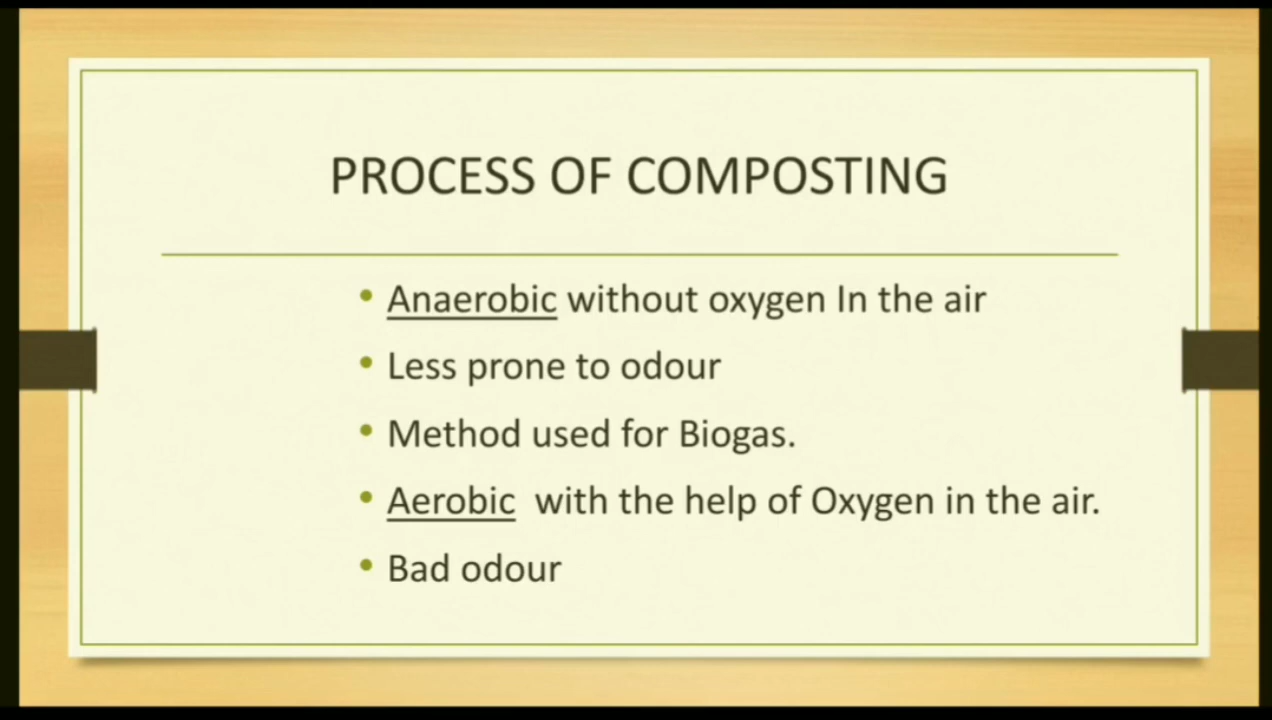 PROCESS OF COMPOSTING
• Anaerobic without oxygen In the air
• Less prone to odour
• Method used for Biogas.
• Aerobic with the help of Oxygen in the air.
• Bad odour